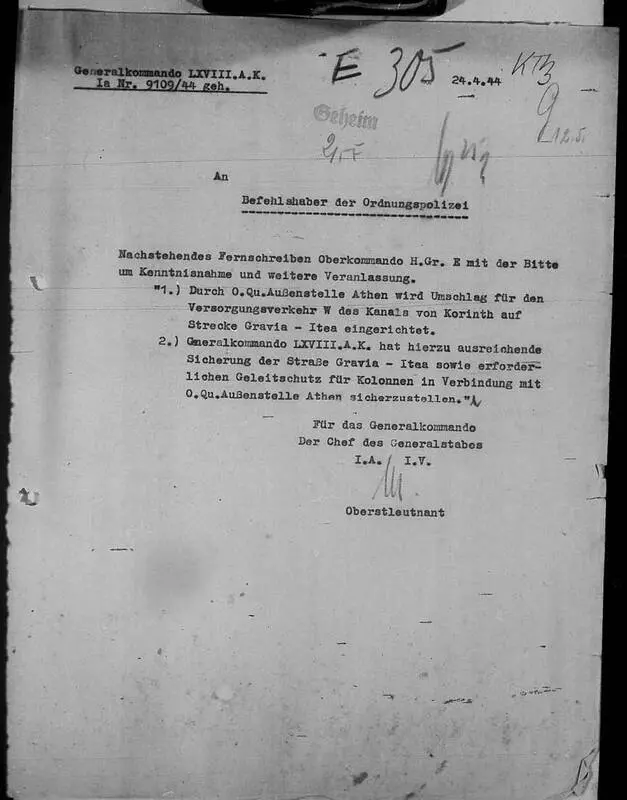 Generalkommando LXVIII.A.K.
Ia Nr. 9109/44 geh.
E 305
24.4.44
KTB
9
12.5.
Geheim
An
Befehlshaber der Ordnungspolizei
Nachstehendes Fernschreiben Oberkommando H.Gr. E mit der Bitte
um Kenntnisnahme und weitere Veranlassung.
"1.) Durch O.Qu.Außenstelle Athen wird Umschlag für den
Versorgungsverkehr W des Kanals von Korinth auf
Strecke Gravia - Itea eingerichtet.
2.) Generalkommando LXVIII.A.K. hat hierzu ausreichende
Sicherung der Straße Gravia - Itea sowie erforder-
lichen Geleitschutz für Kolonnen in Verbindung mit
O.Qu.Außenstelle Athen sicherzustellen."
Für das Generalkommando
Der Chef des Generalstabes
I.A. I.V.
Oberstleutnant